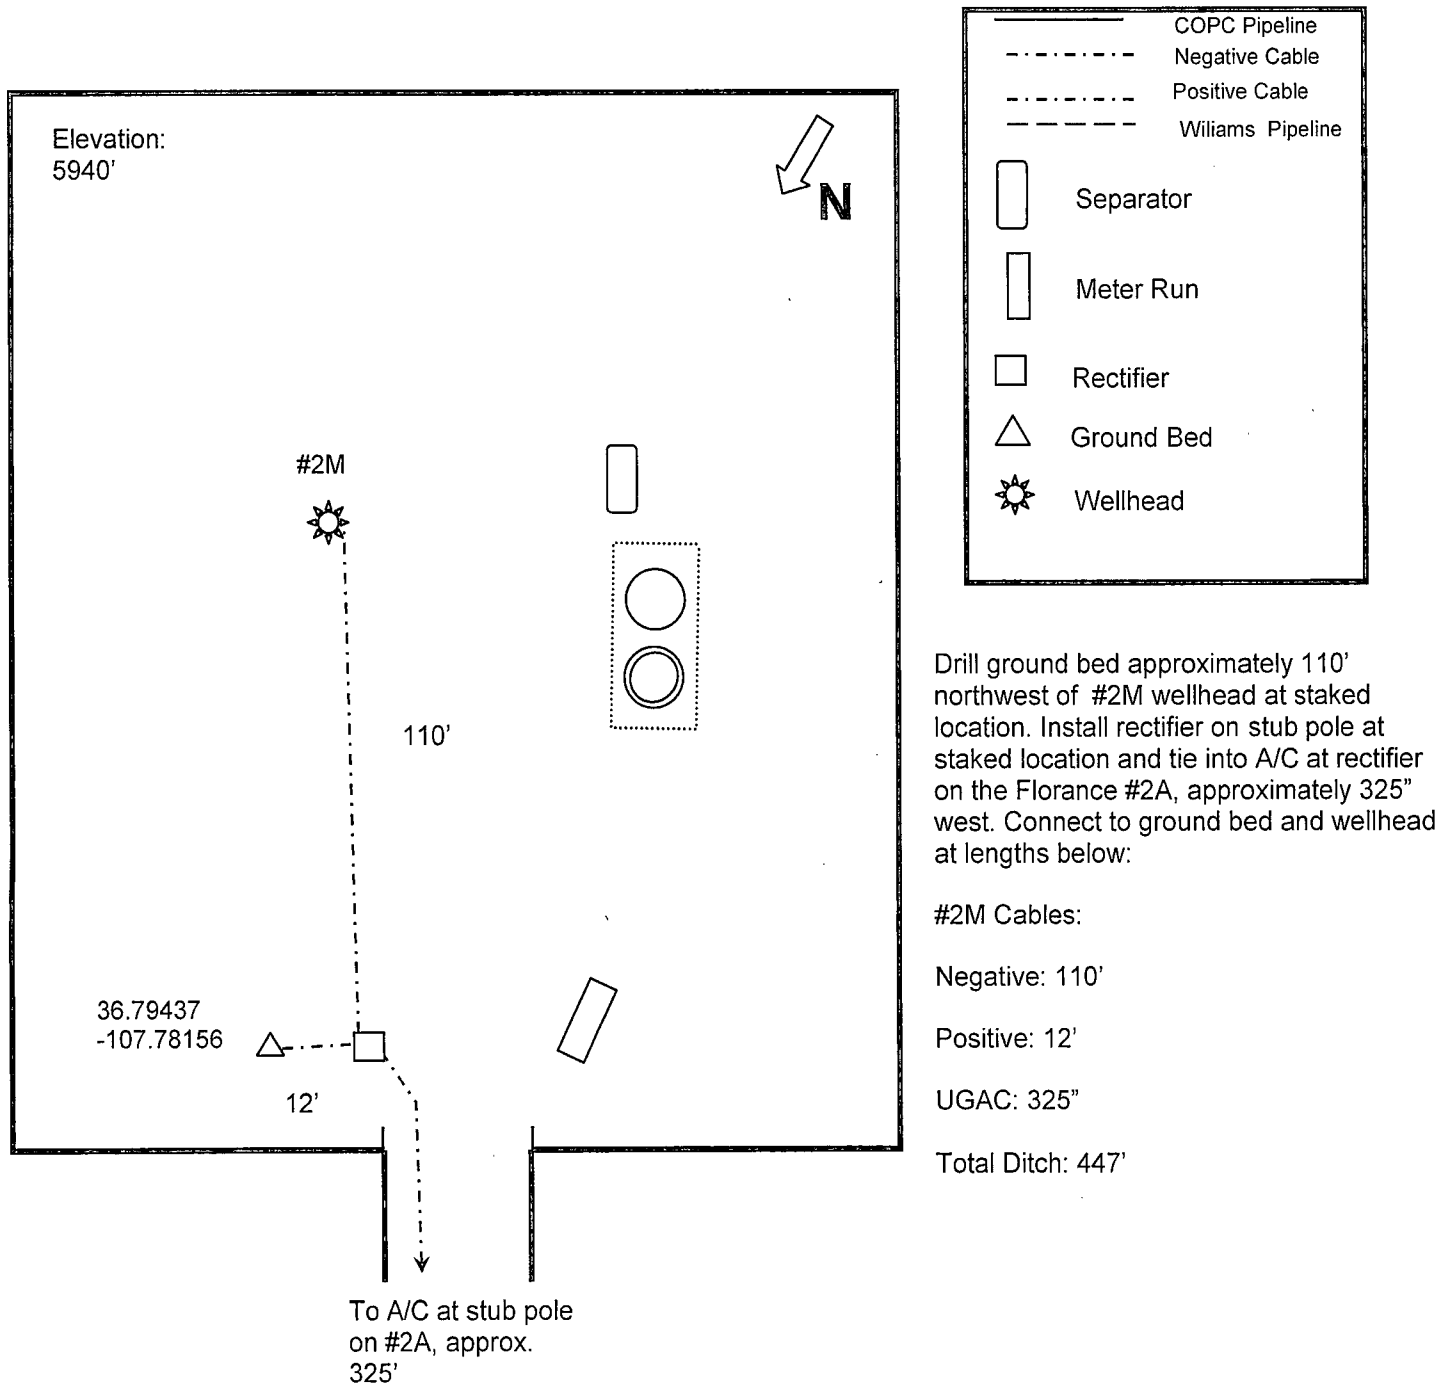 COPC Pipeline
Negative Cable
Positive Cable
Wiliams Pipeline
Separator
Meter Run
Rectifier
Ground Bed
Wellhead
Elevation:
5940’
N
#2M
110’
36.79437
-107.78156
12’
To A/C at stub pole
on #2A, approx.
325’
Drill ground bed approximately 110’
northwest of #2M wellhead at staked
location. Install rectifier on stub pole at
staked location and tie into A/C at rectifier
on the Florance #2A, approximately 325”
west. Connect to ground bed and wellhead
at lengths below:
#2M Cables:
Negative: 110’
Positive: 12’
UGAC: 325”
Total Ditch: 447’